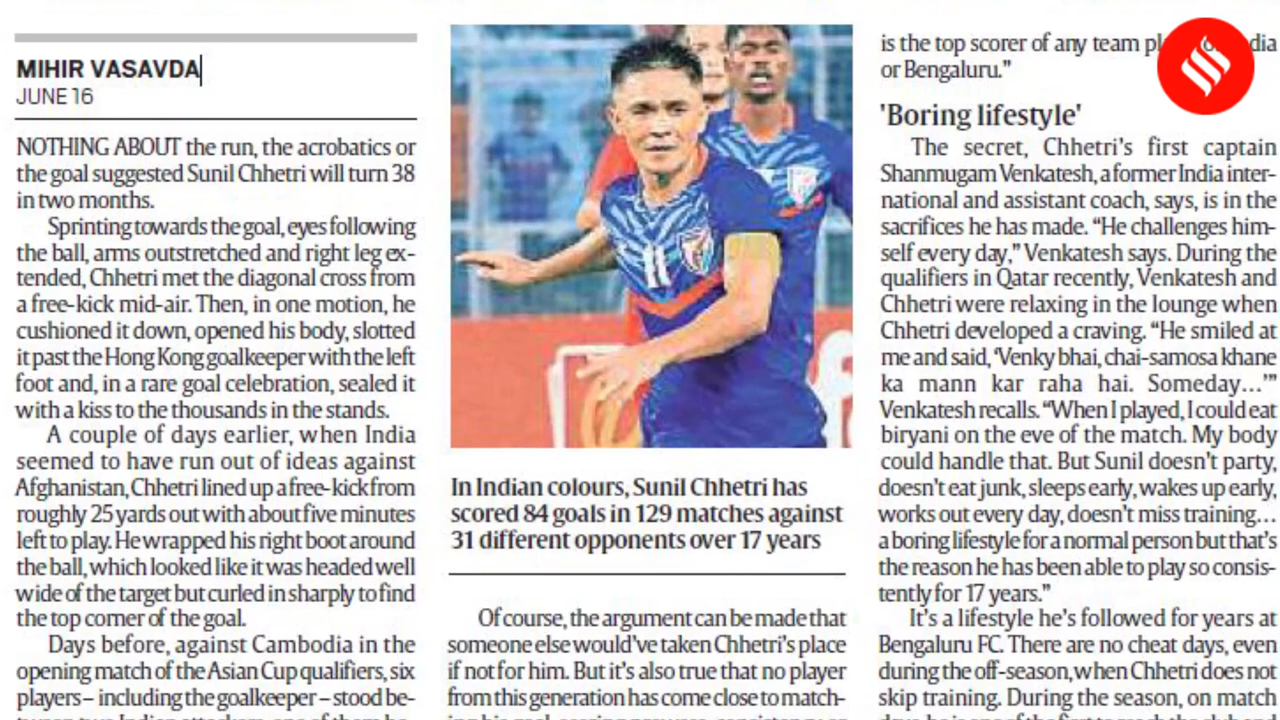 MIHIR VASAVDA
JUNE 16
NOTHING ABOUT the run, the acrobatics or
the goal suggested Sunil Chhetri will turn 38
in two months.
Sprinting towards the goal, eyes following
the ball, arms outstretched and right leg ex-
tended, Chhetri met the diagonal cross from
a free-kick mid-air. Then, in one motion, he
cushioned it down, opened his body, slotted
it past the Hong Kong goalkeeper with the left
foot and, in a rare goal celebration, sealed it
with a kiss to the thousands in the stands.
A couple of days earlier, when India
seemed to have run out of ideas against
Afghanistan, Chhetri lined up a free-kick from
roughly 25 yards out with about five minutes
left to play. He wrapped his right boot around
the ball, which looked like it was headed well
wide of the target but curled in sharply to find
the top corner of the goal.
Days before, against Cambodia in the
opening match of the Asian Cup qualifiers, six
players – including the goalkeeper – stood be-
tween two Indian attackers, one of them
11
In Indian colours, Sunil Chhetri has
scored 84 goals in 129 matches against
31 different opponents over 17 years
Of course, the argument can be made that
someone else would've taken Chhetri's place
if not for him. But it's also true that no player
from this generation has come close to match-
ing his goal-scoring prowess, consistency or
is the top scorer of any team
or Bengaluru.”
'Boring lifestyle'
The secret, Chhetri's first captain
Shanmugam Venkatesh, a former India inter-
national and assistant coach, says, is in the
sacrifices he has made. “He challenges him-
self every day,” Venkatesh says. During the
qualifiers in Qatar recently, Venkatesh and
Chhetri were relaxing in the lounge when
Chhetri developed a craving. “He smiled at
me and said, ‘Venky bhai, chai-samosa khane
ka mann kar raha hai. Someday…’”
Venkatesh recalls. “When I played, I could eat
biryani on the eve of the match. My body
could handle that. But Sunil doesn't party,
doesn't eat junk, sleeps early, wakes up early,
works out every day, doesn't miss training…
a boring lifestyle for a normal person but that's
the reason he has been able to play so consis-
tently for 17 years.”
It's a lifestyle he's followed for years at
Bengaluru FC. There are no cheat days, even
during the off-season, when Chhetri does not
skip training. During the season, on match